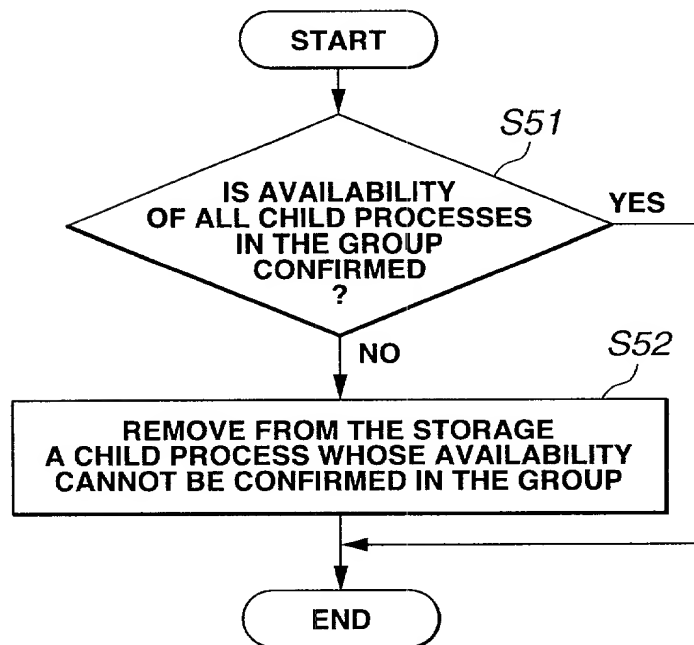 START
S51
IS AVAILABILITY
OF ALL CHILD PROCESSES
IN THE GROUP
CONFIRMED
?
YES
NO
S52
REMOVE FROM THE STORAGE
A CHILD PROCESS WHOSE AVAILABILITY
CANNOT BE CONFIRMED IN THE GROUP
END